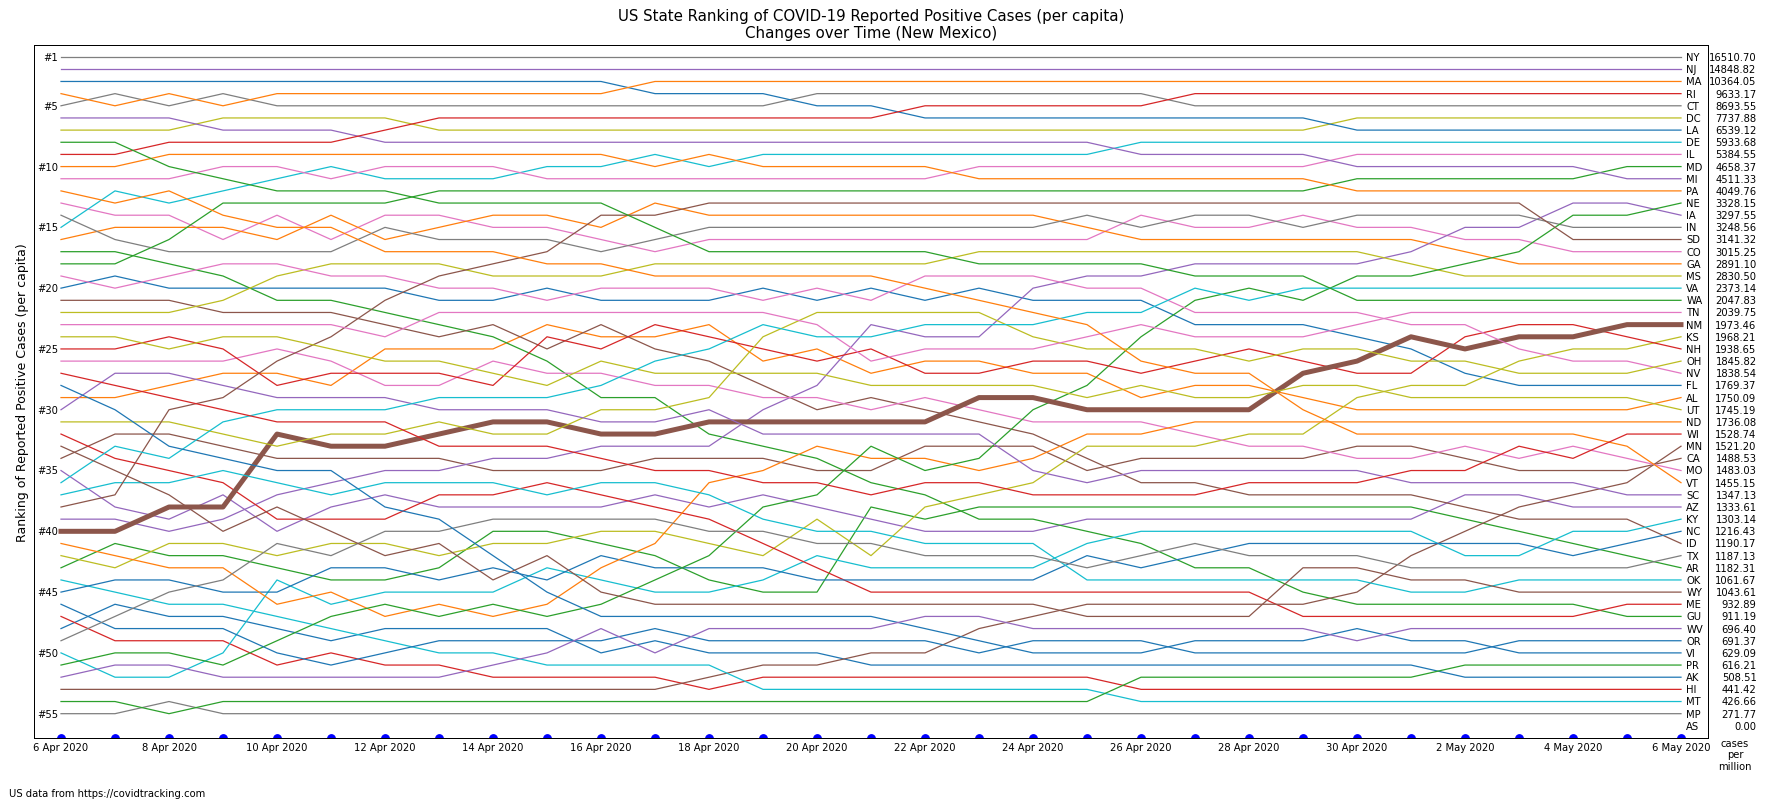 US State Ranking of COVID-19 Reported Positive Cases (per capita)
Changes over Time (New Mexico)
Ranking of Reported Positive Cases (per capita)
#1
#5
#10
#15
#20
#25
#30
#35
#40
#45
#50
#55
NY 16510.70
NJ 14848.82
MA 10364.05
RI 9633.17
CT 8693.55
DC 7737.88
LA 6539.12
DE 5933.68
IL 5384.55
MD 4658.37
MI 4511.33
PA 4049.76
NE 3328.15
IA 3297.55
IN 3248.56
SD 3141.32
CO 3015.25
GA 2891.10
MS 2830.50
VA 2373.14
WA 2047.83
TN 2039.75
NM 1973.46
KS 1968.21
NH 1938.65
OH 1845.82
NV 1838.54
FL 1769.37
AL 1750.09
UT 1745.19
ND 1736.08
WI 1528.74
MN 1521.20
CA 1488.53
MO 1483.03
VT 1455.15
SC 1347.13
AZ 1333.61
KY 1303.14
NC 1216.43
ID 1190.17
TX 1187.13
AR 1182.31
OK 1061.67
WY 1043.61
ME 932.89
GU 911.19
WV 696.40
OR 691.37
VI 629.09
PR 616.21
AK 508.51
HI 441.42
MT 426.66
MP 271.77
AS 0.00
6 Apr 2020 8 Apr 2020 10 Apr 2020 12 Apr 2020 14 Apr 2020 16 Apr 2020 18 Apr 2020 20 Apr 2020 22 Apr 2020 24 Apr 2020 26 Apr 2020 28 Apr 2020 30 Apr 2020 2 May 2020 4 May 2020 6 May 2020
cases
per
million
US data from https://covidtracking.com